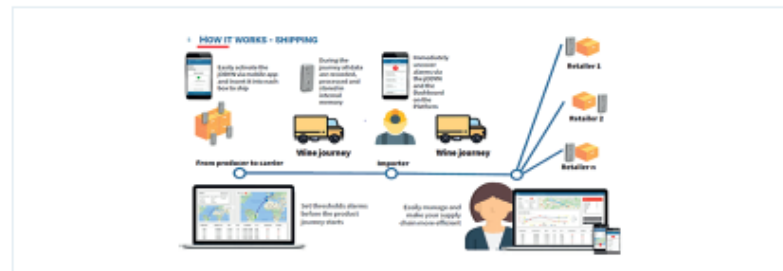 HOW IT WORKS - SHIPPING
Easily activate the
via mobile app
and insert it into each
box to ship
During the
journey all data
are recorded,
processed and
stored in
internal
memory
Immediately
uncover
alarms via
the
and the
Dashboard
on the
Platform
Retailer 1
Retailer 2
Retailer n
Wine journey
Wine journey
From producer to carrier
Importer
Set thresholds alarms
before the product
journey starts
Easily manage and
make your supply
chain more efficient